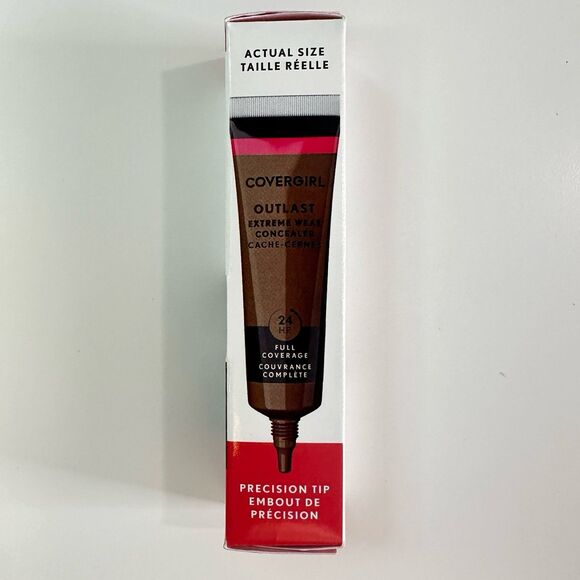 ACTUAL SIZE
TAILLE RÉELLE
COVERGIRL
OUTLAST
EXTREME WEAR
CONCEALER
CACHE-CERNES
24
HR
FULL
COVERAGE
COUVRANCE
COMPLÈTE
PRECISION TIP
EMBOUT DE
PRÉCISION